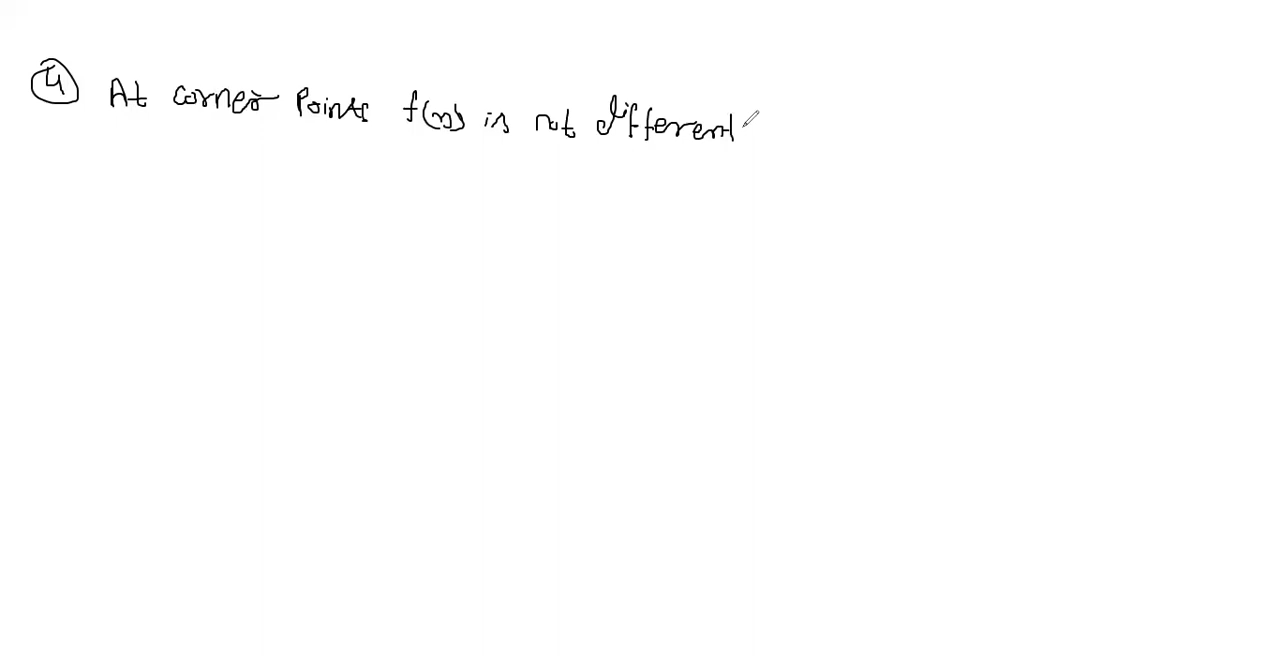 ④ At corner Points f(x) is not different